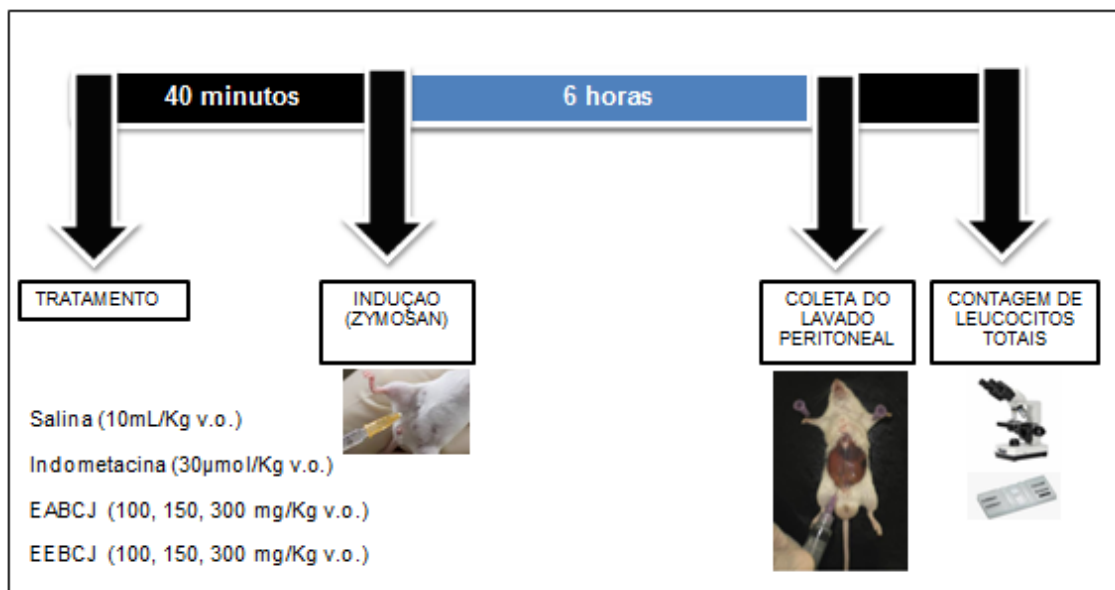 40 minutos
6 horas
TRATAMENTO
INDUÇAO
(ZYMOSAN)
COLETA DO
LAVADO
PERITONEAL
CONTAGEM DE
LEUCOCITOS
TOTAIS
Salina (10mL/Kg v.o.)
Indometacina (30µmol/Kg v.o.)
EABCJ (100, 150, 300 mg/Kg v.o.)
EEBCJ (100, 150, 300 mg/Kg v.o.)